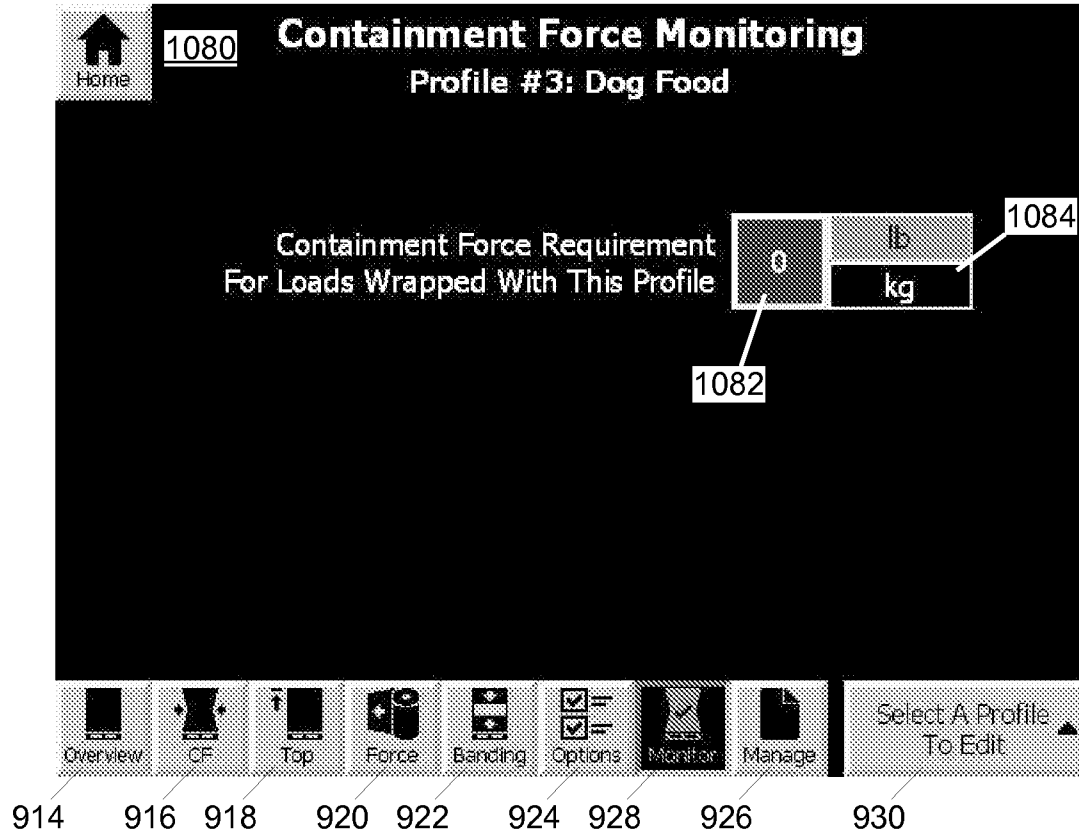 Home
1080
Containment Force Monitoring
Profile #3: Dog Food
Containment Force Requirement
For Loads Wrapped With This Profile
0
lb
kg
1084
1082
Overview
CF
Top
Force
Banding
Options
Monitor
Manage
Select A Profile
To Edit
914 916 918 920 922 924 928 926 930